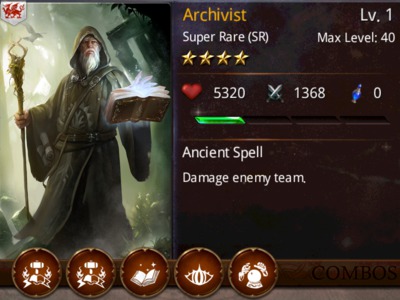 Archivist Lv. 1
Super Rare (SR) Max Level: 40
5320 1368 0
Ancient Spell
Damage enemy team.
COMBOS